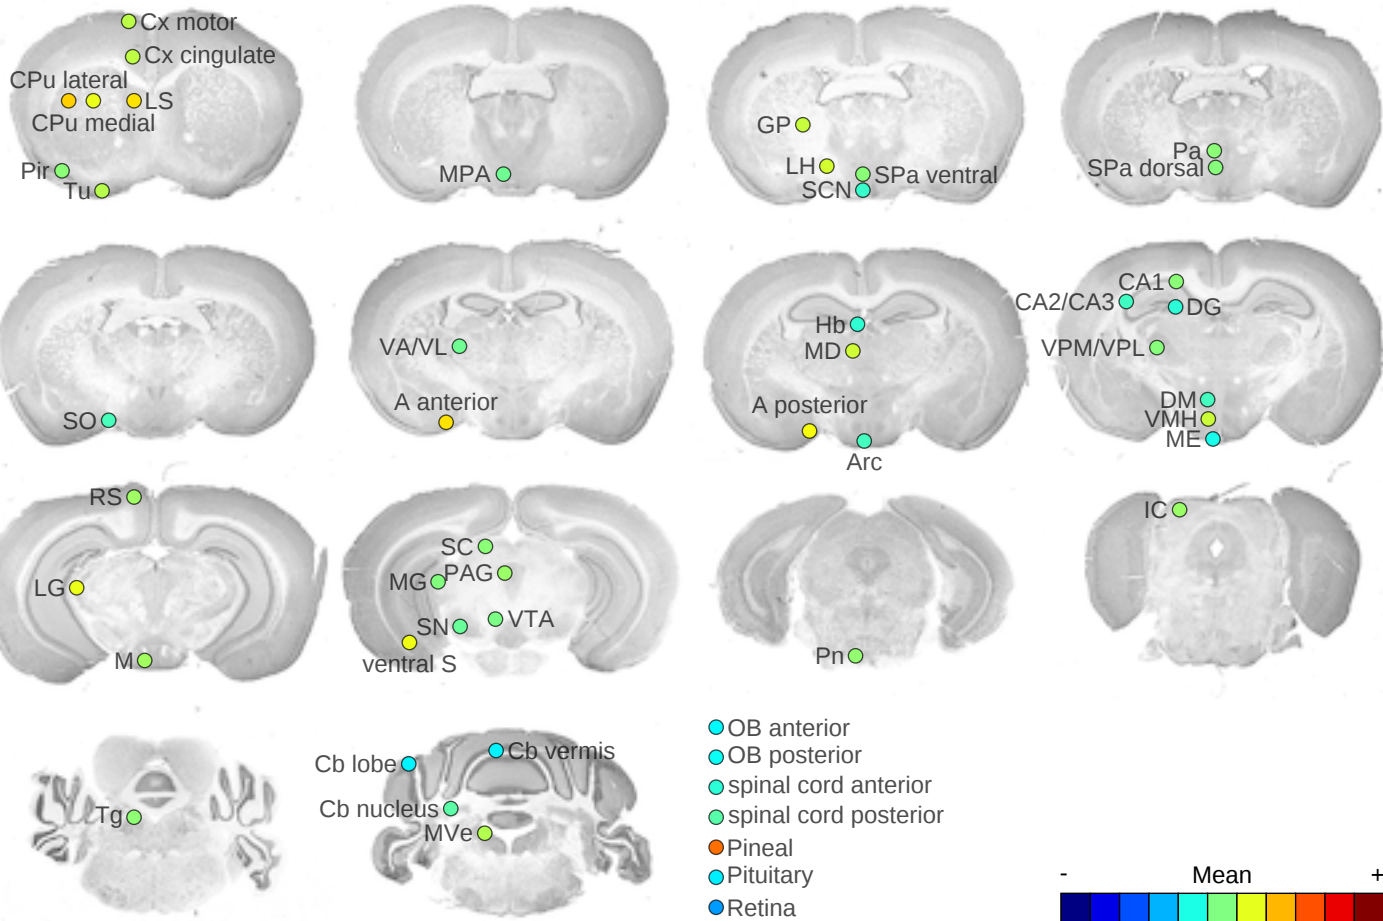 Cx motor
Cx cingulate
CPu lateral
LS
CPu medial
Pir
Tu
MPA
GP
LH
SPa ventral
SCN
Pa
SPa dorsal
SO
VA/VL
A anterior
Hb
MD
A posterior
Arc
CA1
CA2/CA3
DG
VPM/VPL
DM
VMH
ME
RS
LG
M
SC
MG
PAG
SN
VTA
ventral S
Pn
IC
Tg
Cb lobe
Cb vermis
Cb nucleus
MVe
OB anterior
OB posterior
spinal cord anterior
spinal cord posterior
Pineal
Pituitary
Retina
- Mean +